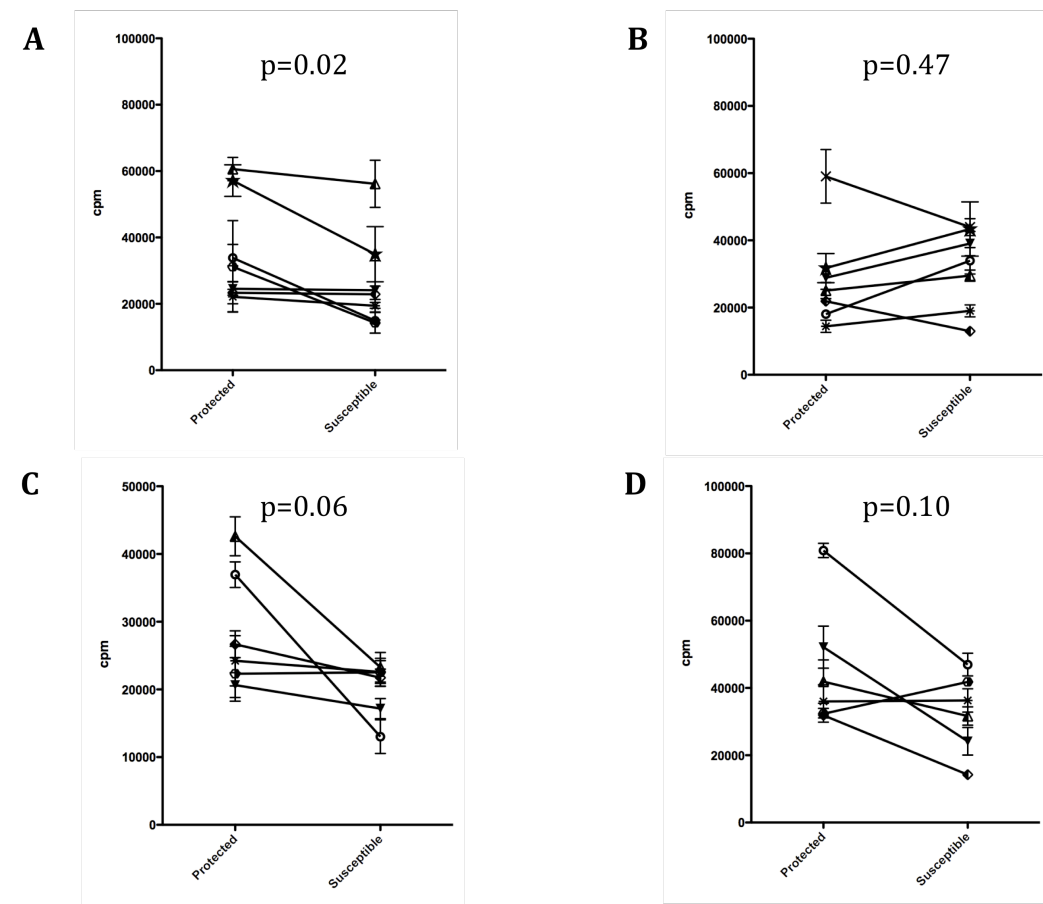 A
p=0.02
100000
80000
60000
40000
20000
0
cpm
Protected
Susceptible
B
p=0.47
100000
80000
60000
40000
20000
0
cpm
Protected
Susceptible
C
p=0.06
50000
40000
30000
20000
10000
0
cpm
Protected
Susceptible
D
p=0.10
100000
80000
60000
40000
20000
0
cpm
Protected
Susceptible